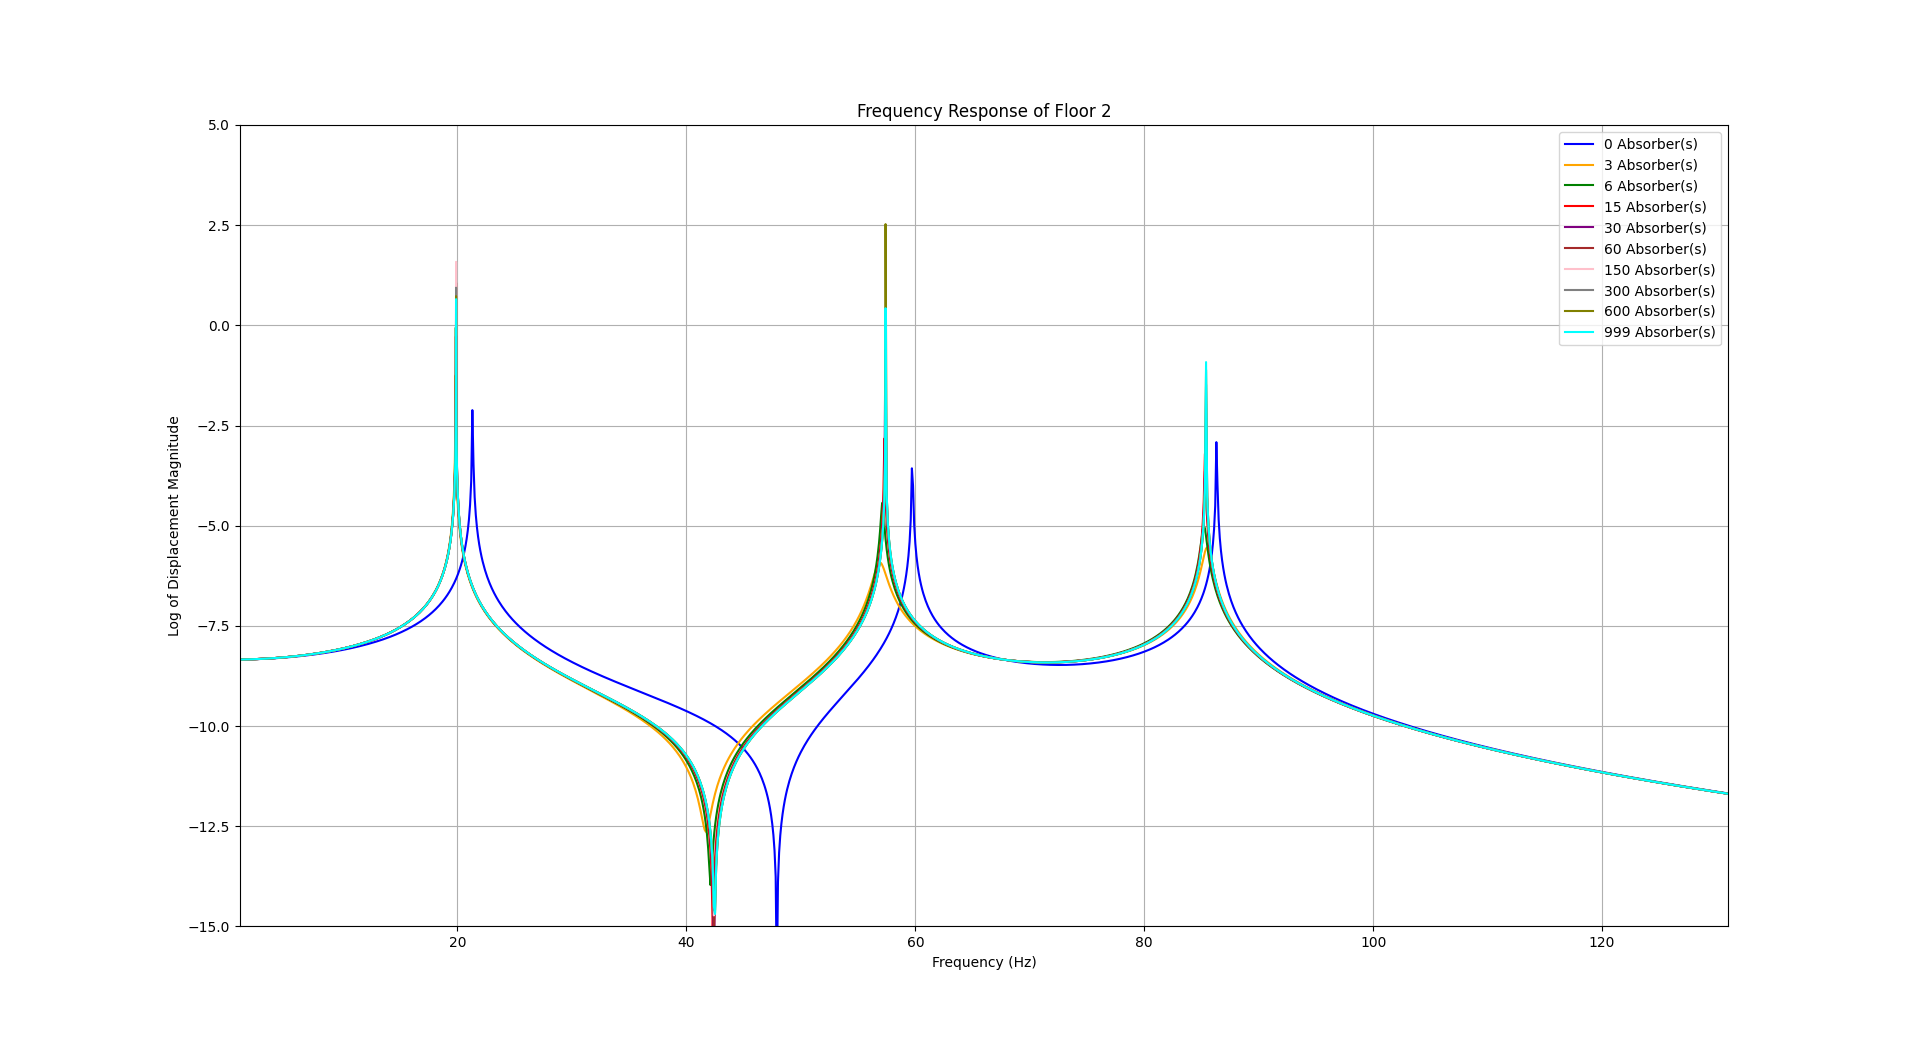 Frequency Response of Floor 2
Log of Displacement Magnitude
5.0
2.5
0.0
−2.5
−5.0
−7.5
−10.0
−12.5
−15.0
0 Absorber(s)
3 Absorber(s)
6 Absorber(s)
15 Absorber(s)
30 Absorber(s)
60 Absorber(s)
150 Absorber(s)
300 Absorber(s)
600 Absorber(s)
999 Absorber(s)
20 40 60 80 100 120
Frequency (Hz)